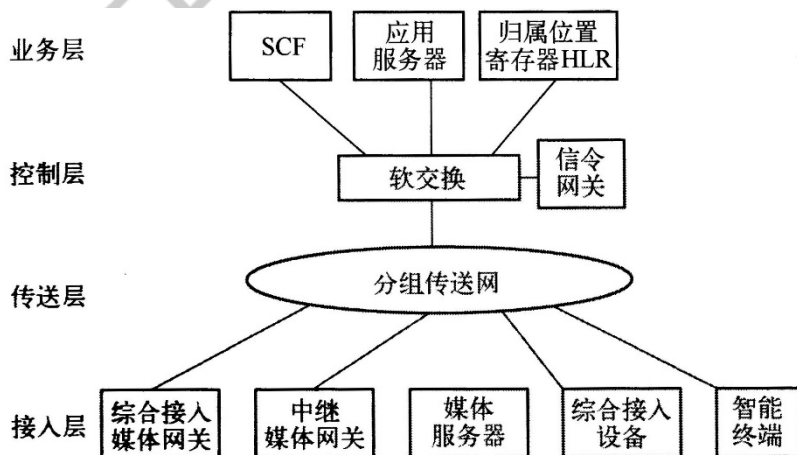 业务层
SCF
应用
服务器
归属位置
寄存器HLR
控制层
软交换
信令
网关
传送层
分组传送网
接入层
综合接入
媒体网关
中继
媒体网关
媒体
服务器
综合接入
设备
智能
终端